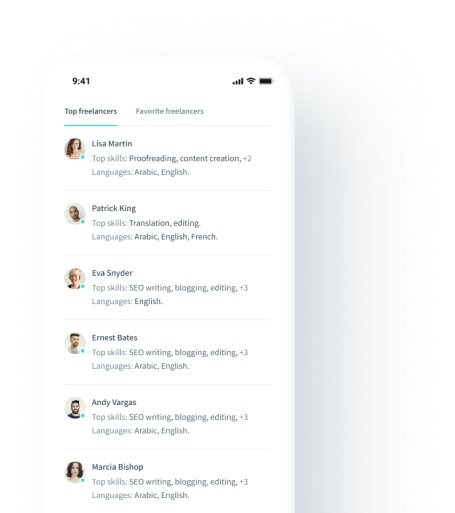 9:41
Top freelancers Favorite freelancers
Lisa Martin
Top skills: Proofreading, content creation, +2
Languages: Arabic, English.
Patrick King
Top skills: Translation, editing.
Languages: Arabic, English, French.
Eva Snyder
Top skills: SEO writing, blogging, editing, +3
Languages: English.
Ernest Bates
Top skills: SEO writing, blogging, editing, +3
Languages: Arabic, English.
Andy Vargas
Top skills: SEO writing, blogging, editing, +3
Languages: Arabic, English.
Marcia Bishop
Top skills: SEO writing, blogging, editing, +3
Languages: Arabic, English.